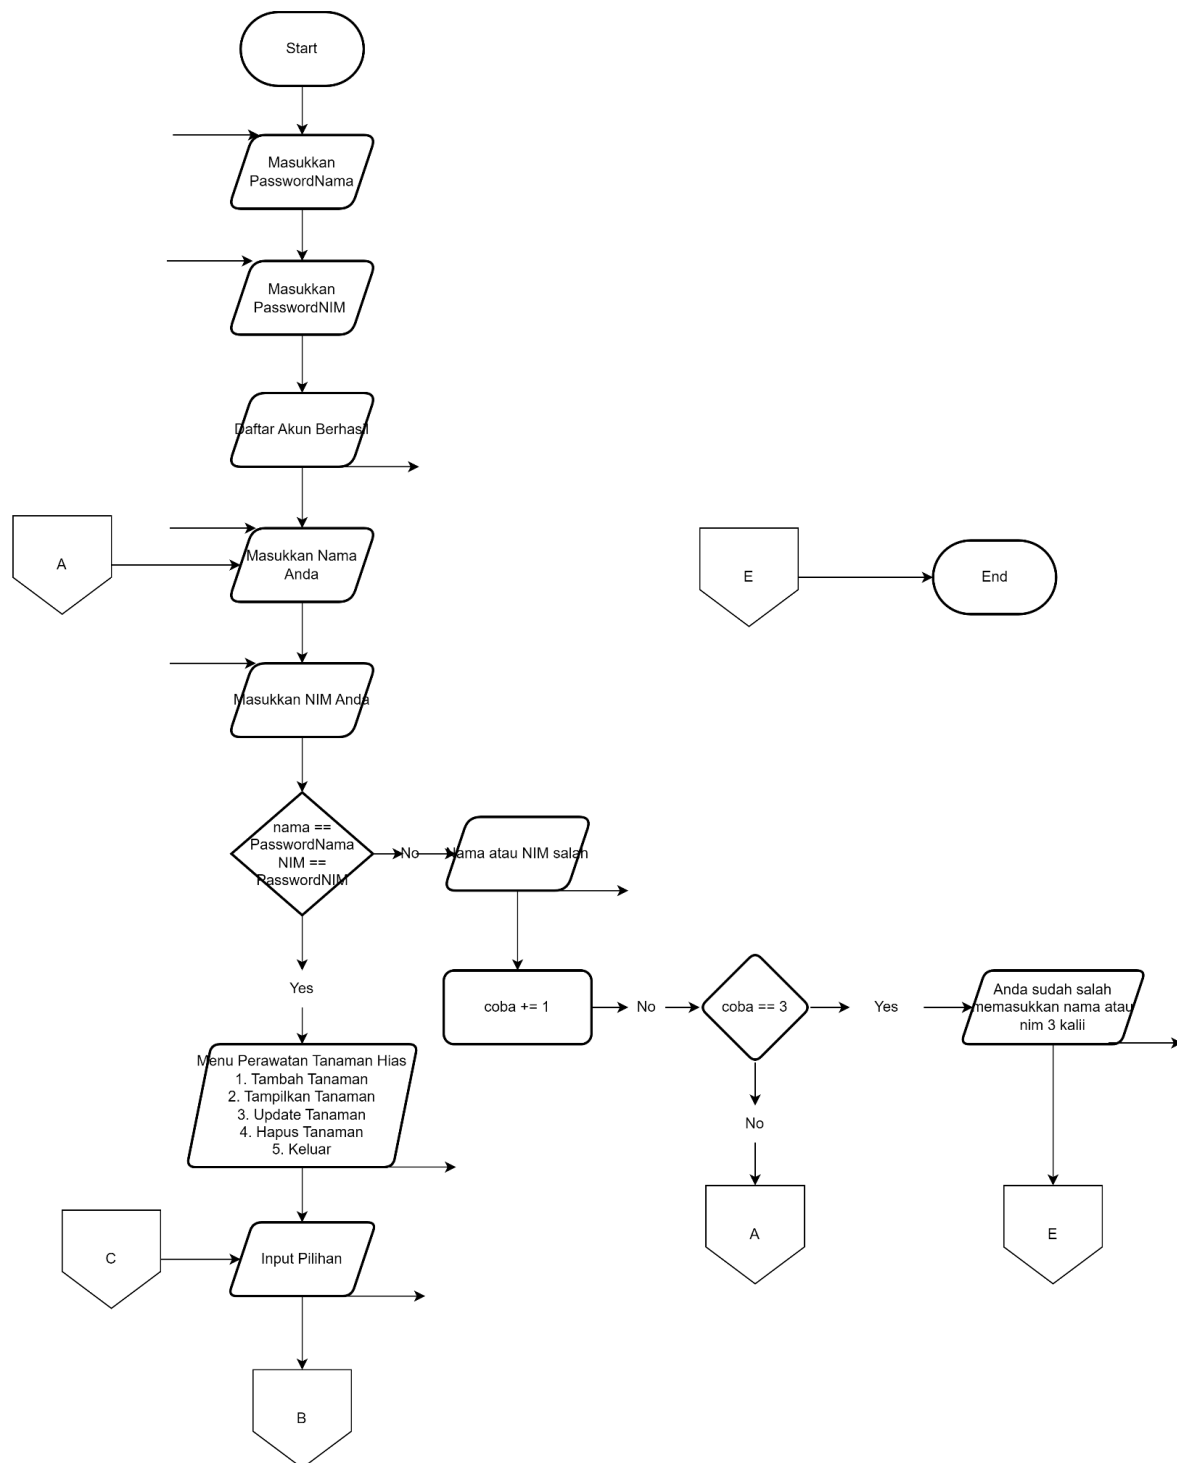 Start
Masukkan
PasswordNama
Masukkan
PasswordNIM
Daftar Akun Berhasil
A
Masukkan Nama
Anda
E
End
Masukkan NIM Anda
nama ==
PasswordNama
NIM ==
PasswordNIM
No
Nama atau NIM salah
Yes
coba += 1
No
coba == 3
Yes
Anda sudah salah
memasukkan nama atau
nim 3 kalii
Menu Perawatan Tanaman Hias
1. Tambah Tanaman
2. Tampilkan Tanaman
3. Update Tanaman
4. Hapus Tanaman
5. Keluar
No
A
E
C
Input Pilihan
B